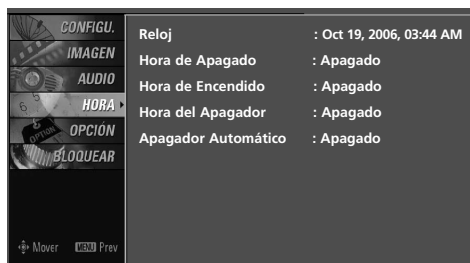 CONFIGU.
IMAGEN
AUDIO
HORA
OPCIÓN
BLOQUEAR
Mover MENU Prev
Reloj : Oct 19, 2006, 03:44 AM
Hora de Apagado : Apagado
Hora de Encendido : Apagado
Hora del Apagador : Apagado
Apagador Automático : Apagado